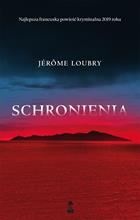 Najlepsza francuska powieść kryminalna 2019 roku
JÉRÔME LOUBRY
SCHRONIENIA